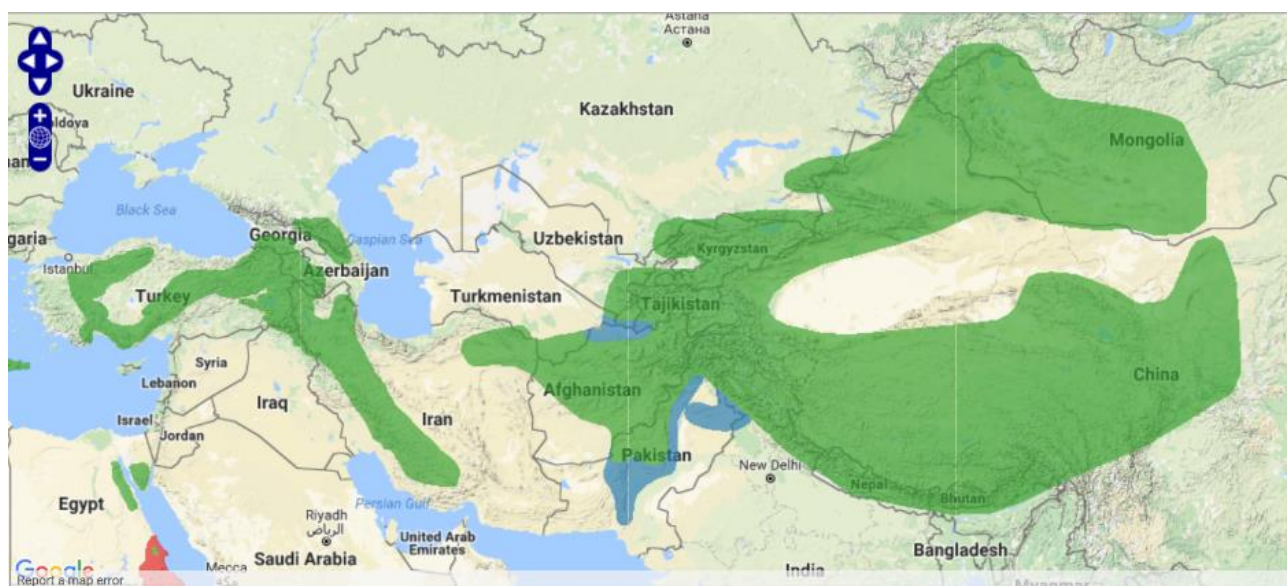 Astana
Астана
Ukraine
Kazakhstan
ldova
Mongolia
Black Sea
Georgia
garia
Caspian Sea
Uzbekistan
Kyrgyzstan
Istanbul
Azerbaijan
Turkey
Turkmenistan
Tajikistan
Syria
China
Lebanon
Afghanistan
Iraq
Iran
Israel
Jordan
Pakistan
New Delhi
Nepal
Egypt
Persian Gulf
Bhutan
Riyadh
الرياض
United Arab
Emirates
Bangladesh
Saudi Arabia
Google
Mecca
India
Report a map error
Myanmar